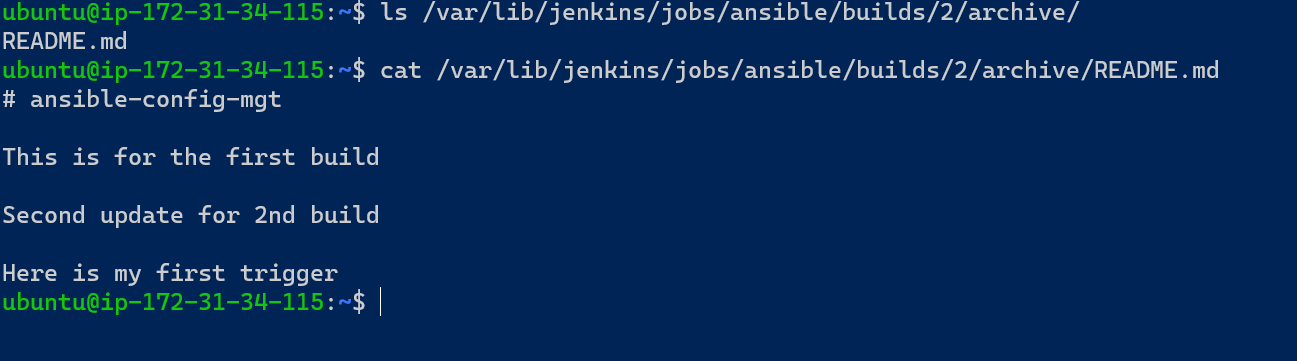 ubuntu@ip-172-31-34-115:~$ ls /var/lib/jenkins/jobs/ansible/builds/2/archive/
README.md
ubuntu@ip-172-31-34-115:~$ cat /var/lib/jenkins/jobs/ansible/builds/2/archive/README.md
# ansible-config-mgt
This is for the first build
Second update for 2nd build
Here is my first trigger
ubuntu@ip-172-31-34-115:~$